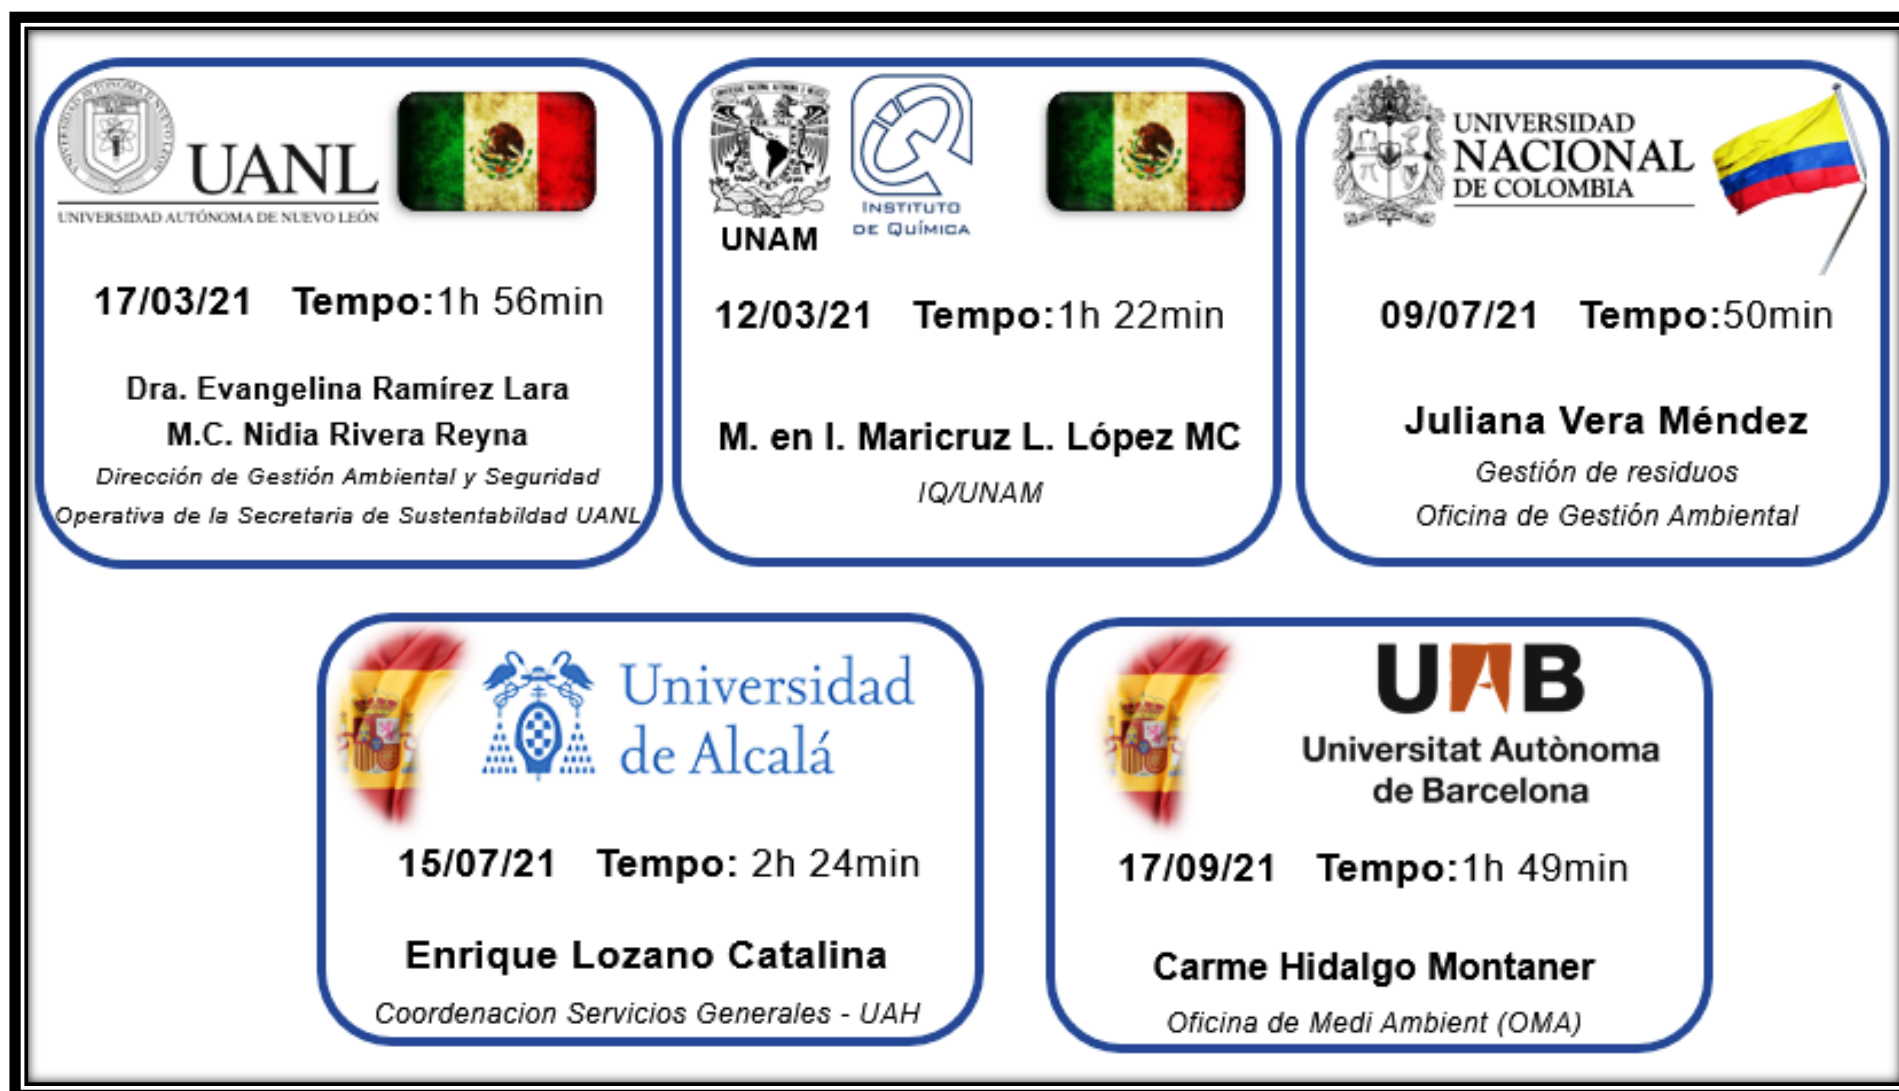 UANL
UNIVERSIDAD AUTÓNOMA DE NUEVO LEÓN
17/03/21 Tempo:1h 56min
Dra. Evangelina Ramírez Lara
M.C. Nidia Rivera Reyna
Dirección de Gestión Ambiental y Seguridad
Operativa de la Secretaria de Sustentabildad UANL
UNAM
INSTITUTO
DE QUÍMICA
12/03/21 Tempo:1h 22min
M. en I. Maricruz L. López MC
IQ/UNAM
UNIVERSIDAD
NACIONAL
DE COLOMBIA
09/07/21 Tempo:50min
Juliana Vera Méndez
Gestión de residuos
Oficina de Gestión Ambiental
Universidad
de Alcalá
15/07/21 Tempo: 2h 24min
Enrique Lozano Catalina
Coordenacion Servicios Generales - UAH
UAB
Universitat Autònoma
de Barcelona
17/09/21 Tempo:1h 49min
Carme Hidalgo Montaner
Oficina de Medi Ambient (OMA)